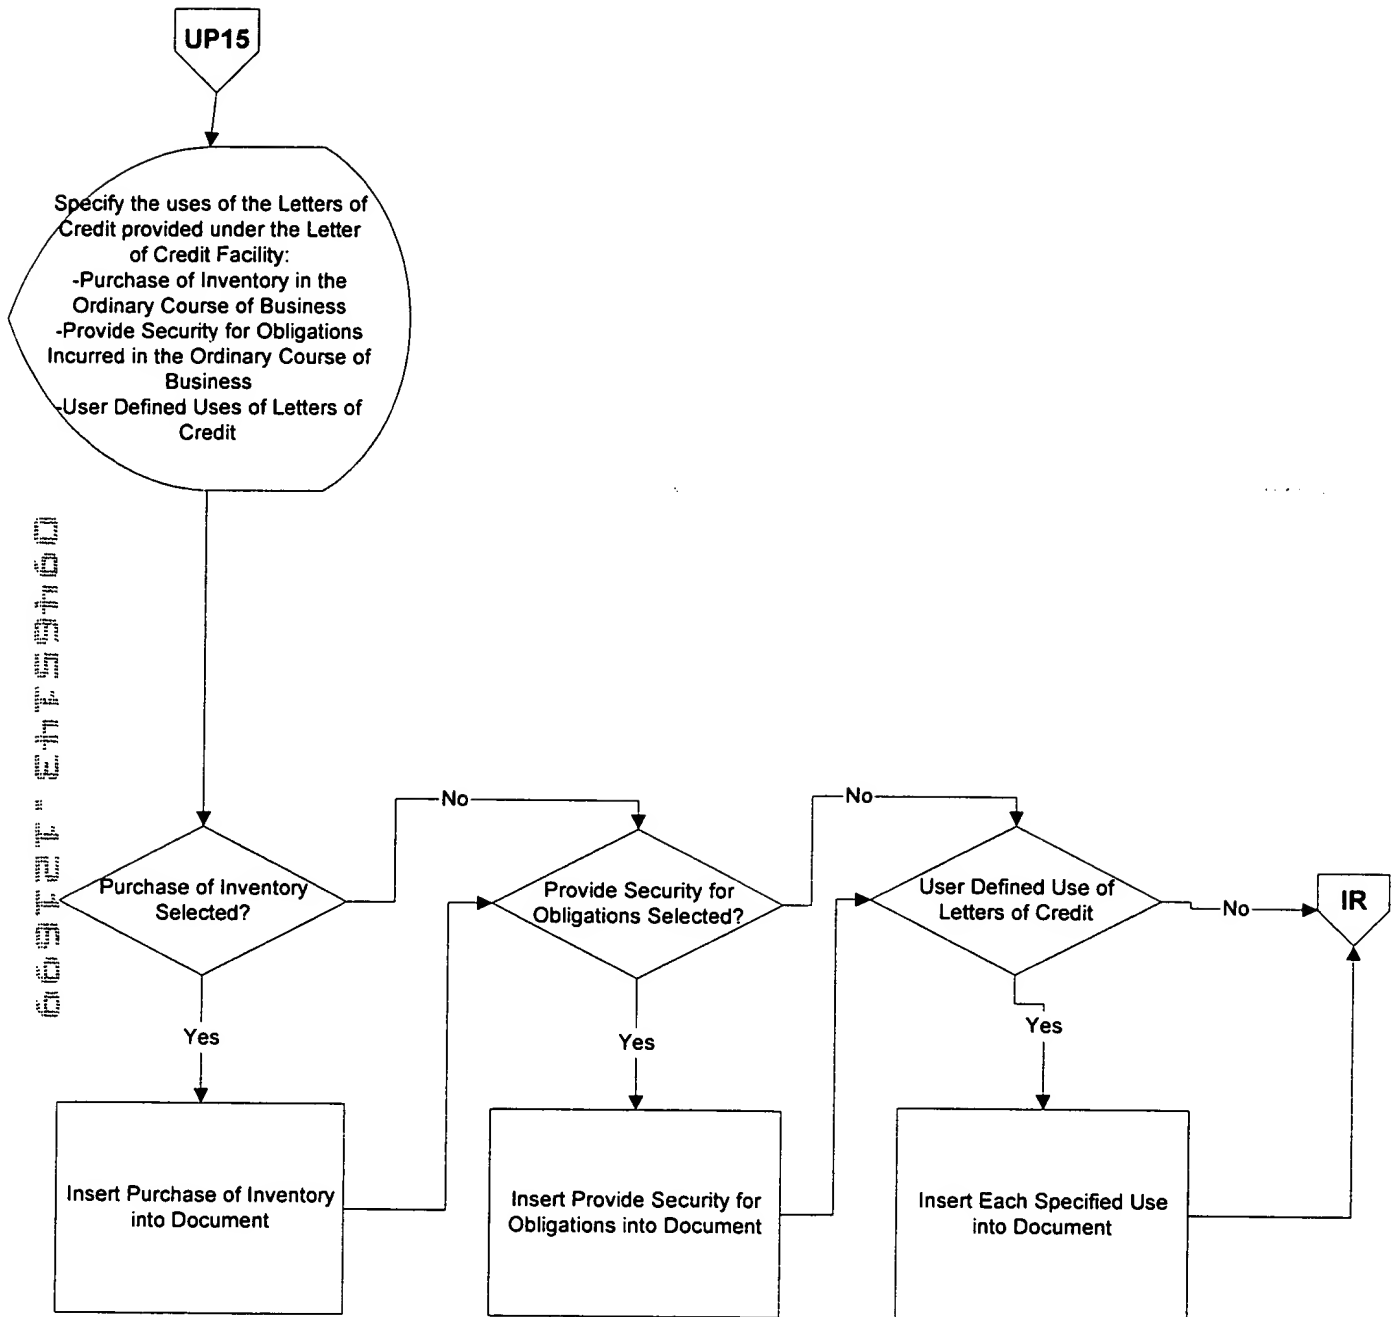 UP15
Specify the uses of the Letters of
Credit provided under the Letter
of Credit Facility:
-Purchase of Inventory in the
Ordinary Course of Business
-Provide Security for Obligations
Incurred in the Ordinary Course of
Business
-User Defined Uses of Letters of
Credit
09465143.121699
No
No
Purchase of Inventory
Selected?
Provide Security for
Obligations Selected?
User Defined Use of
Letters of Credit
No
IR
Yes
Yes
Yes
Insert Purchase of Inventory
into Document
Insert Provide Security for
Obligations into Document
Insert Each Specified Use
into Document